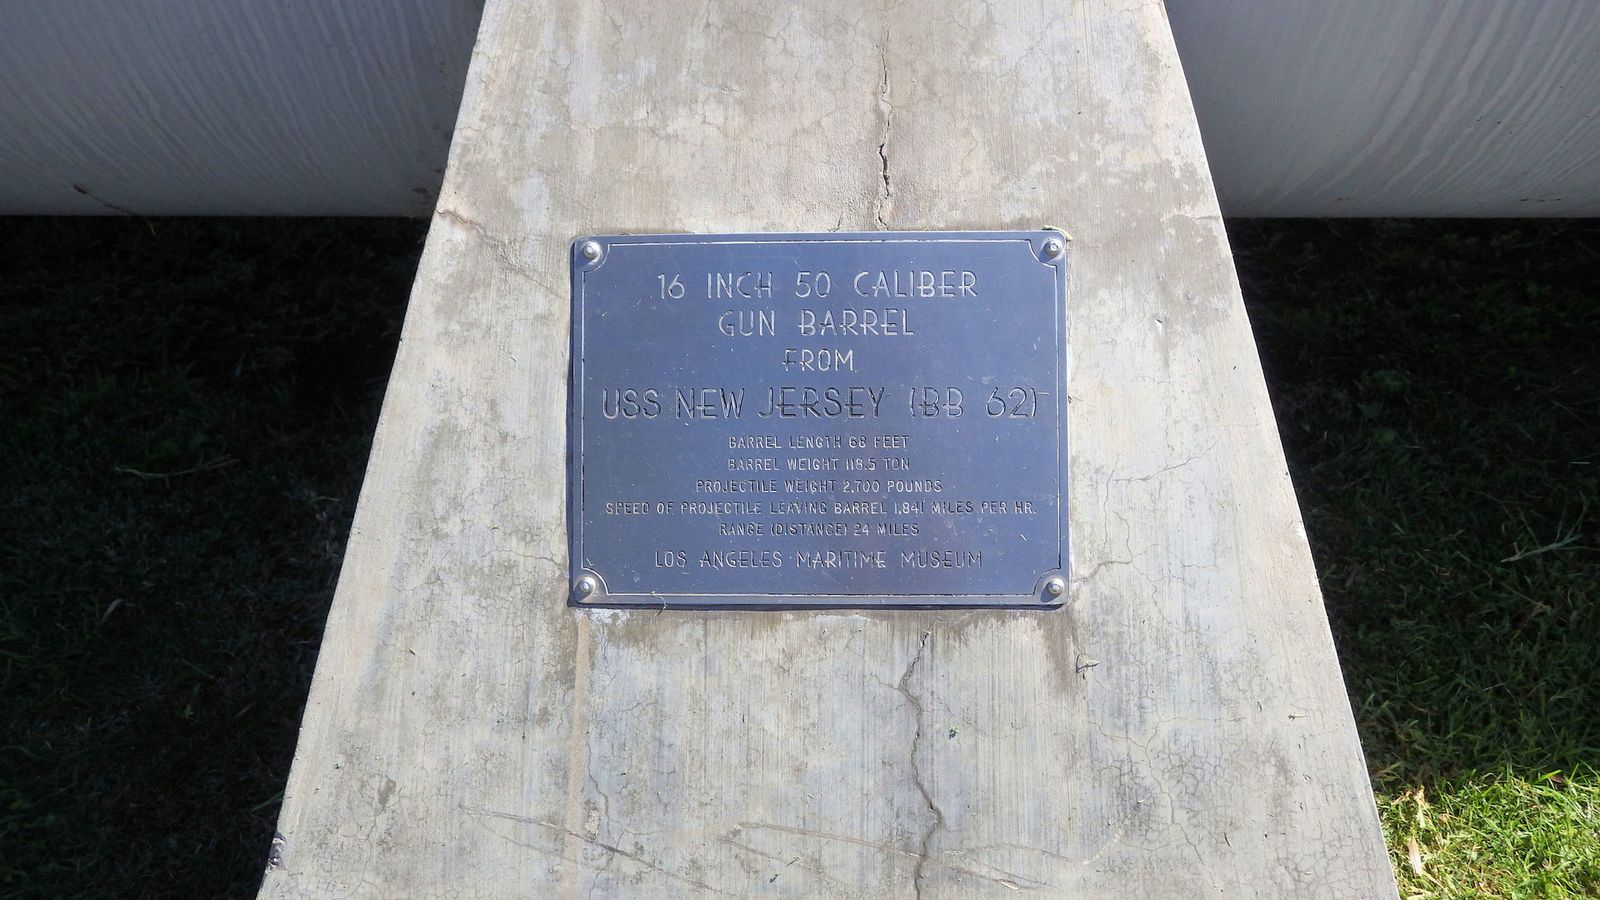 16 INCH 50 CALIBER
GUN BARREL
FROM
USS NEW JERSEY (BB 62)
BARREL LENGTH 68 FEET
BARREL WEIGHT 118.5 TON
PROJECTILE WEIGHT 2,700 POUNDS
SPEED OF PROJECTILE LEAVING BARREL 1,841 MILES PER HR.
RANGE (DISTANCE) 24 MILES
LOS ANGELES MARITIME MUSEUM